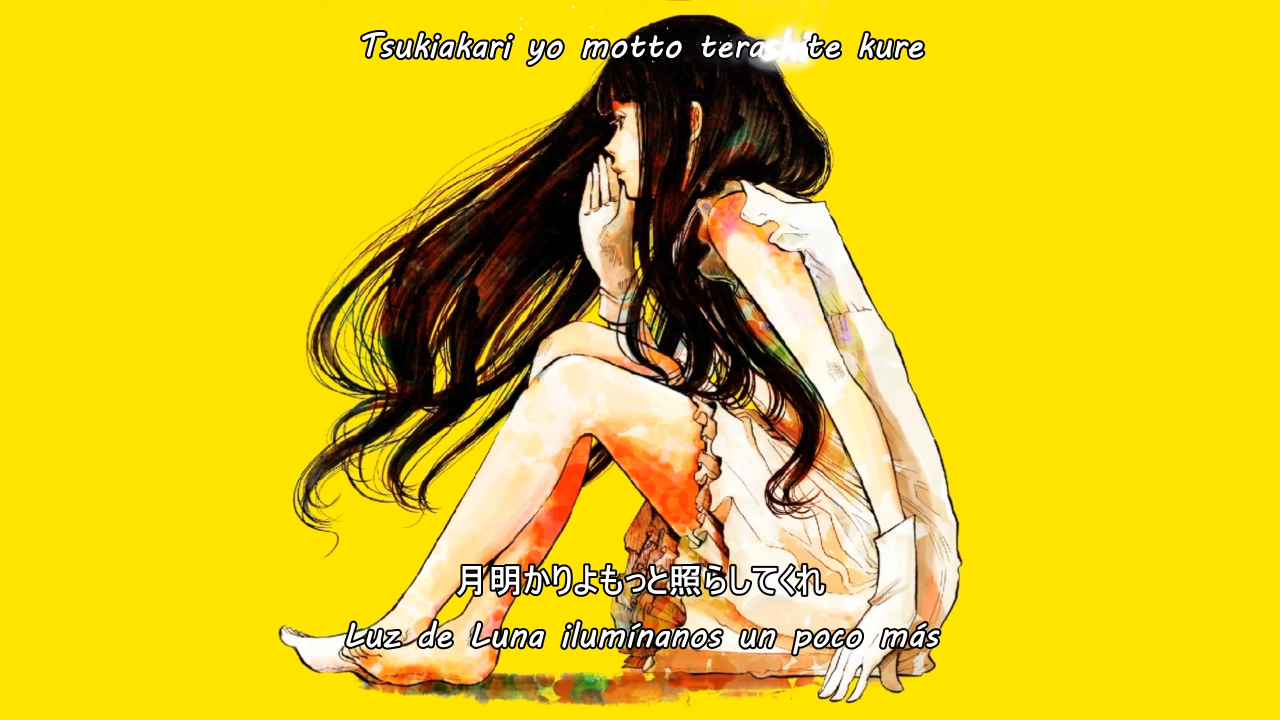 Tsukiakari yo motto terashite kure
月明かりよもっと照らしてくれ
Luz de Luna ilumínanos un poco más